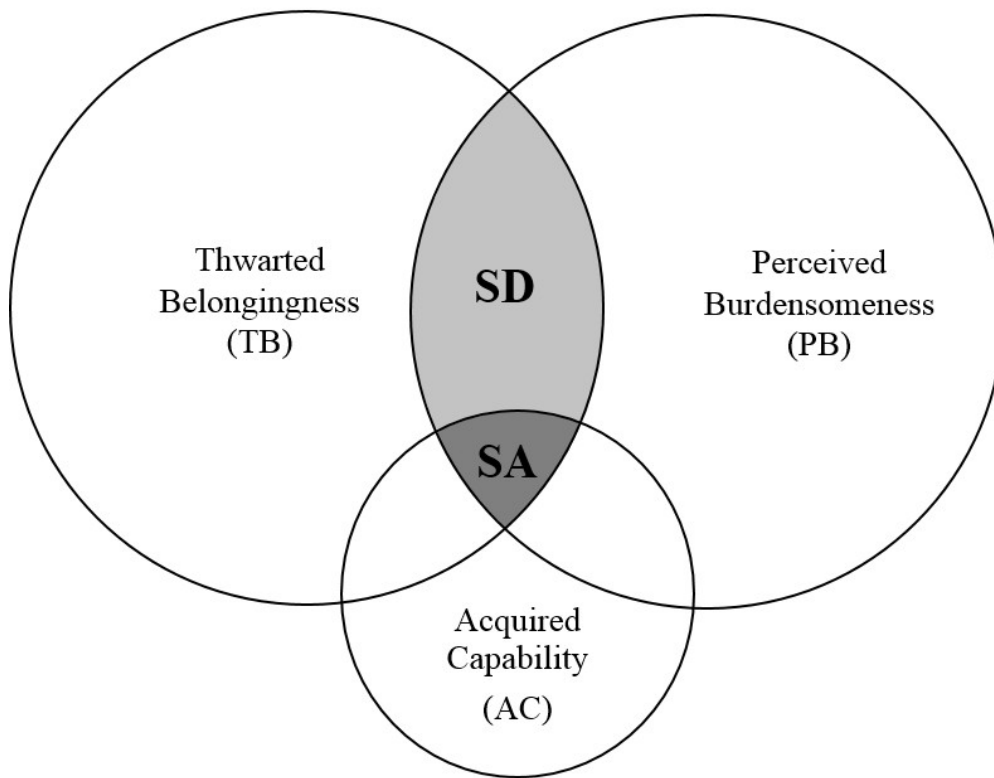 Thwarted
Belongingness
(TB)
SD
Perceived
Burdensomeness
(PB)
SA
Acquired
Capability
(AC)